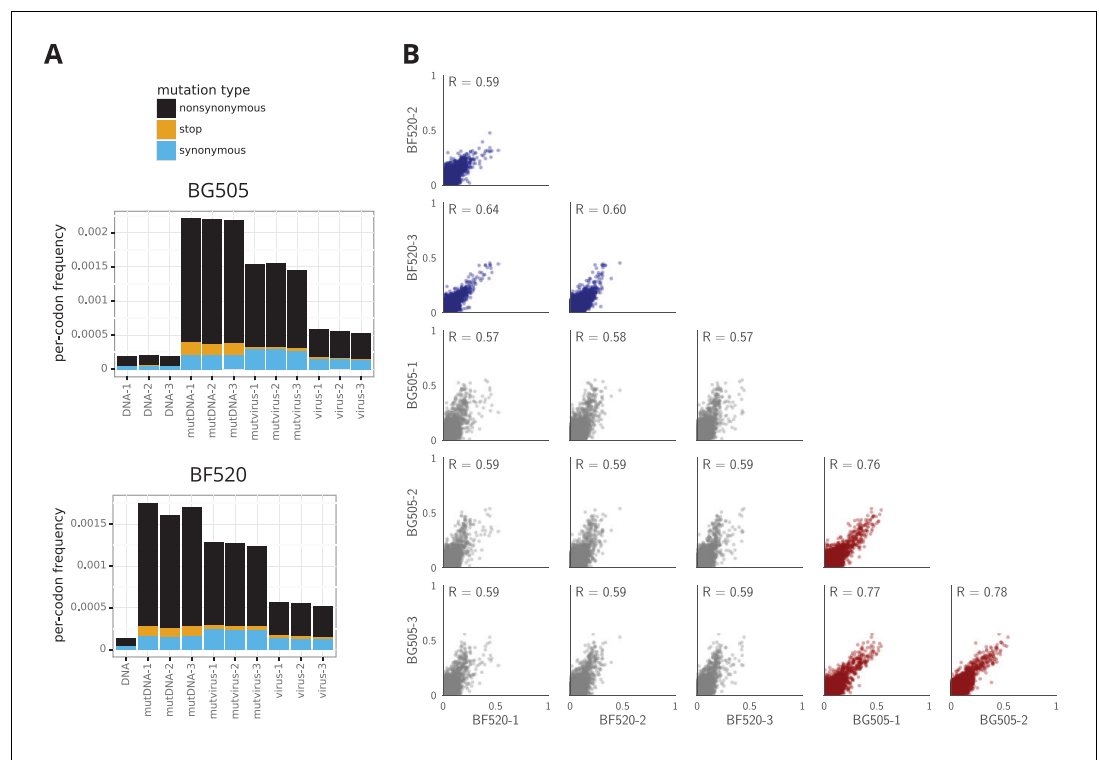 A
mutation type
nonsynonymous
stop
synonymous
BG505
per-codon frequency
0.002
0.0015
0.001
0.0005
0
DNA-1
DNA-2
DNA-3
mutDNA-1
mutDNA-2
mutDNA-3
mutvirus-1
mutvirus-2
mutvirus-3
virus-1
virus-2
virus-3
BF520
per-codon frequency
0.0015
0.001
0.0005
0
DNA
mutDNA-1
mutDNA-2
mutDNA-3
mutvirus-1
mutvirus-2
mutvirus-3
virus-1
virus-2
virus-3
B
BF520-2
1
0.5
0
R = 0.59
BF520-3
1
0.5
0
R = 0.64
R = 0.60
BG505-1
1
0.5
0
R = 0.57
R = 0.58
R = 0.57
BG505-2
1
0.5
0
R = 0.59
R = 0.59
R = 0.59
R = 0.76
BG505-3
1
0.5
0
R = 0.59
R = 0.59
R = 0.59
R = 0.77
R = 0.78
0 0.5 1
0 0.5 1
0 0.5 1
0 0.5 1
0 0.5 1
BF520-1
BF520-2
BF520-3
BG505-1
BG505-2